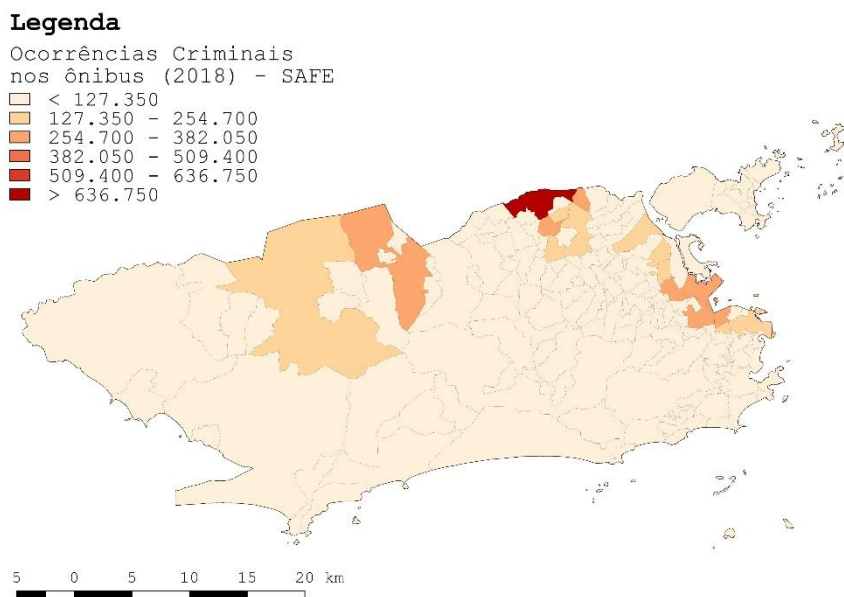 Legenda
Ocorrências Criminais
nos ônibus (2018) - SAFE
< 127.350
127.350 - 254.700
254.700 - 382.050
382.050 - 509.400
509.400 - 636.750
> 636.750
5 0 5 10 15 20 km